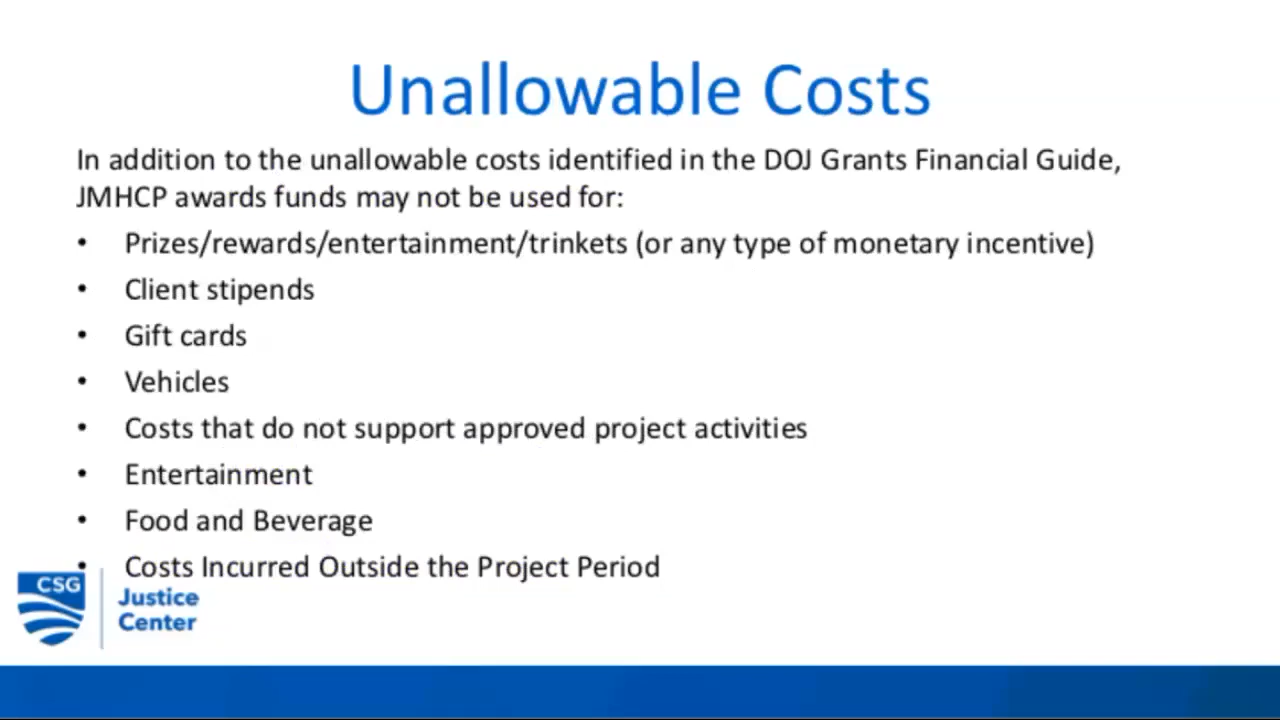 Unallowable Costs
In addition to the unallowable costs identified in the DOJ Grants Financial Guide,
JMHCP awards funds may not be used for:
• Prizes/rewards/entertainment/trinkets (or any type of monetary incentive)
• Client stipends
• Gift cards
• Vehicles
• Costs that do not support approved project activities
• Entertainment
• Food and Beverage
• Costs Incurred Outside the Project Period
CSG
Justice
Center